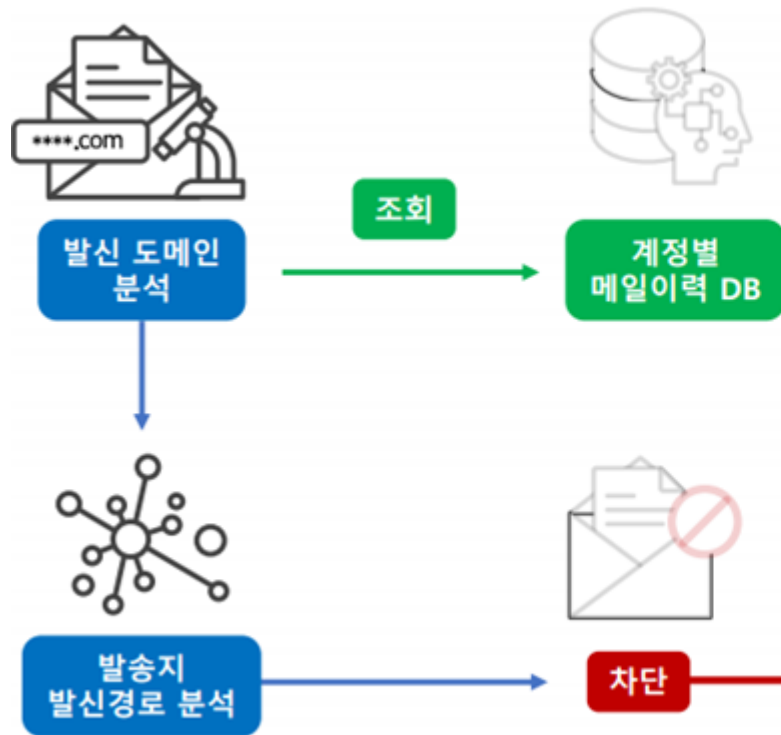 ****.com
조회
발신 도메인
분석
계정별
메일이력 DB
발송지
발신경로 분석
차단